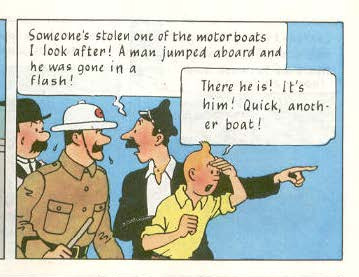 Someone's stolen one of the motorboats
I look after! A man jumped aboard and
he was gone in a
flash!
There he is! It's
him! Quick, anoth-
er boat!